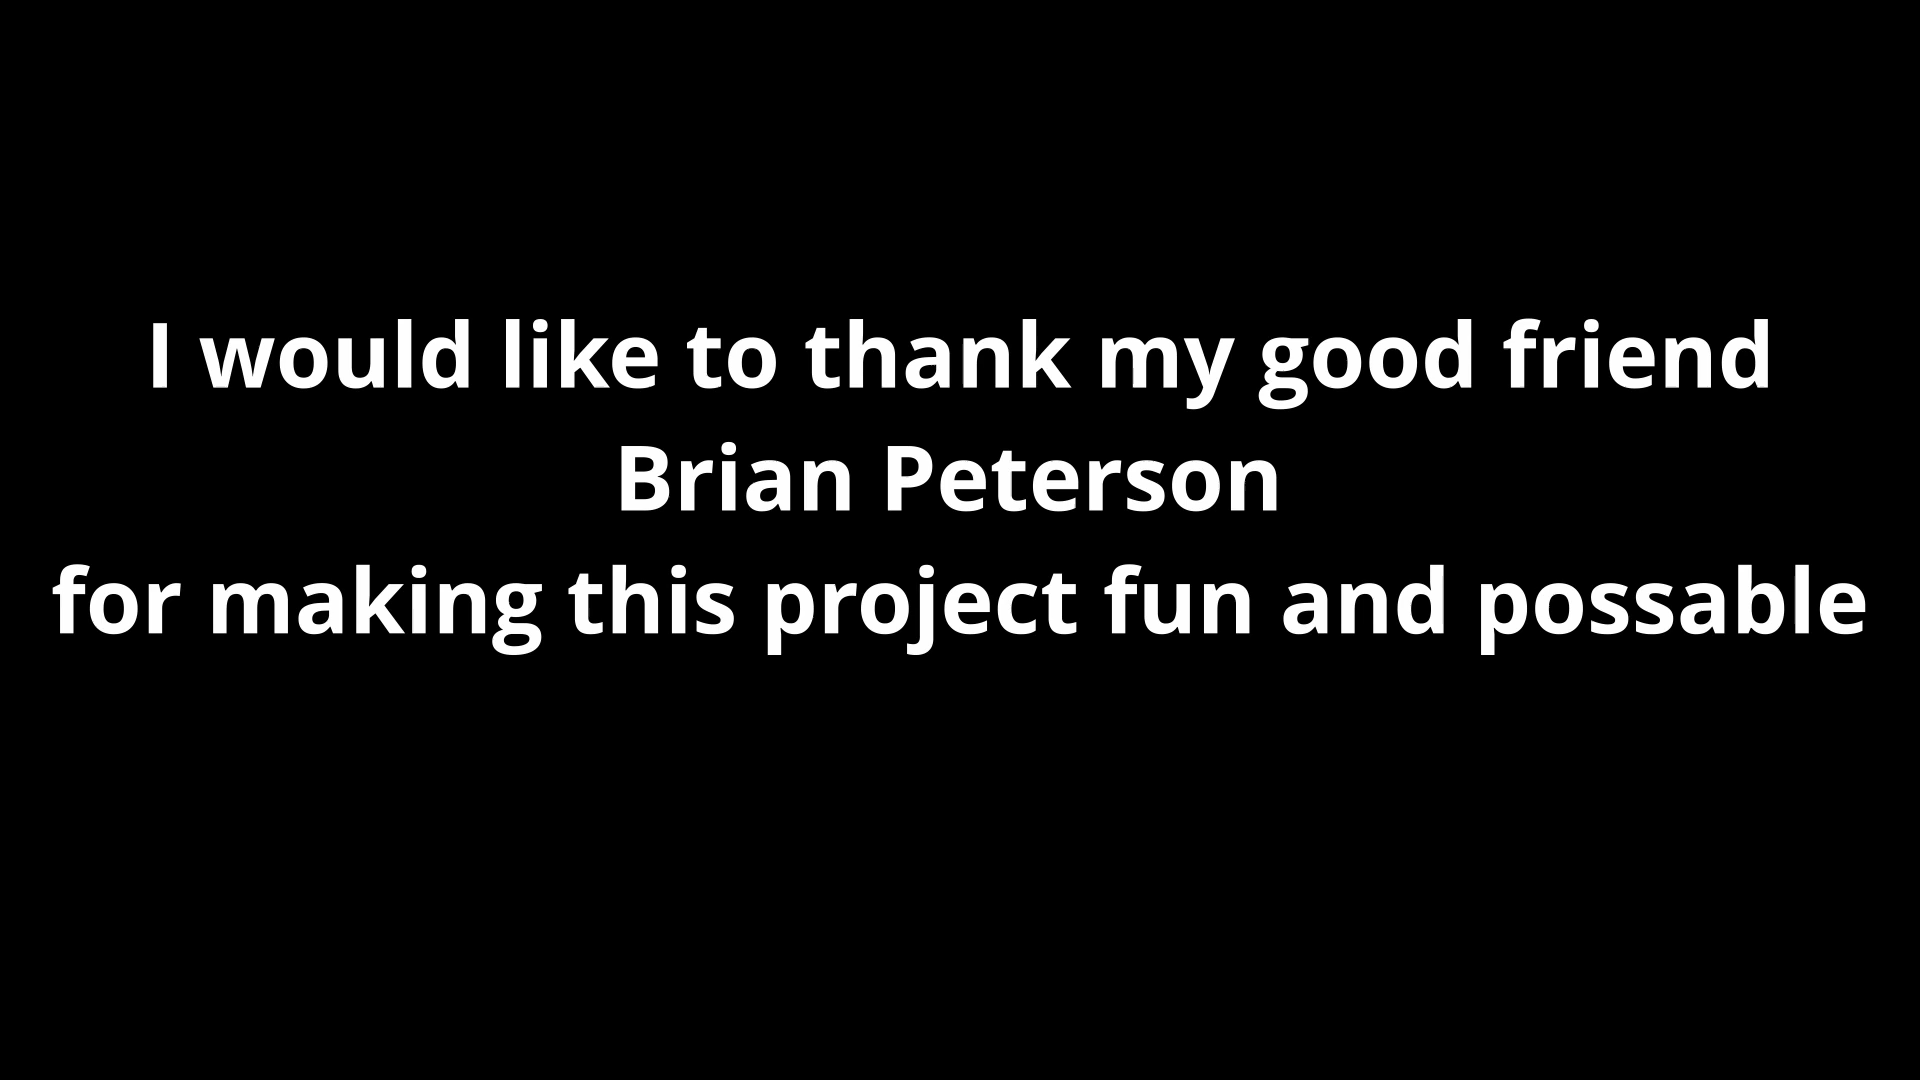 I would like to thank my good friend
Brian Peterson
for making this project fun and possable